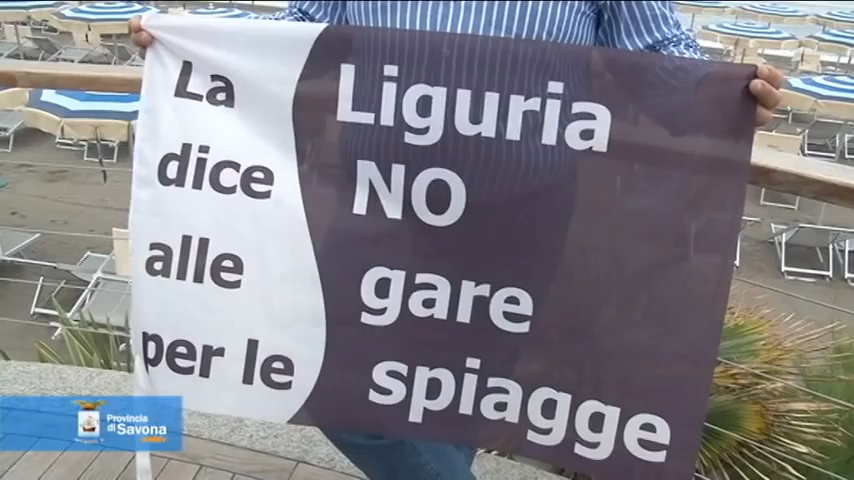 La Liguria
dice NO
alle gare
per le spiagge
Provincia
di Savona